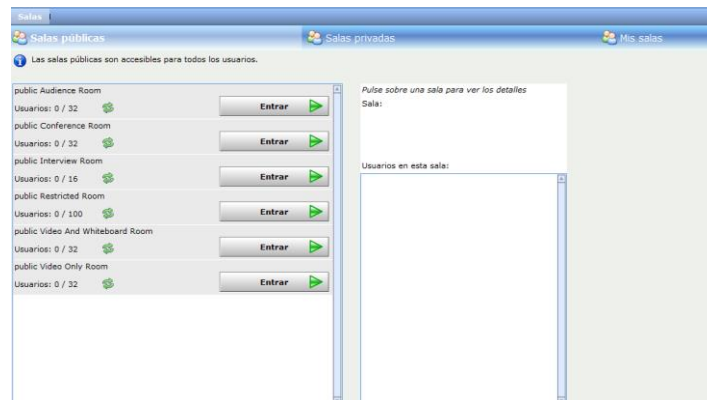 Salas
Salas públicas
Salas privadas
Mis salas
Las salas públicas son accesibles para todos los usuarios.
public Audience Room
Usuarios: 0 / 32
Entrar
public Conference Room
Usuarios: 0 / 32
Entrar
public Interview Room
Usuarios: 0 / 16
Entrar
public Restricted Room
Usuarios: 0 / 100
Entrar
public Video And Whiteboard Room
Usuarios: 0 / 32
Entrar
public Video Only Room
Usuarios: 0 / 32
Entrar
Pulse sobre una sala para ver los detalles
Sala:
Usuarios en esta sala: